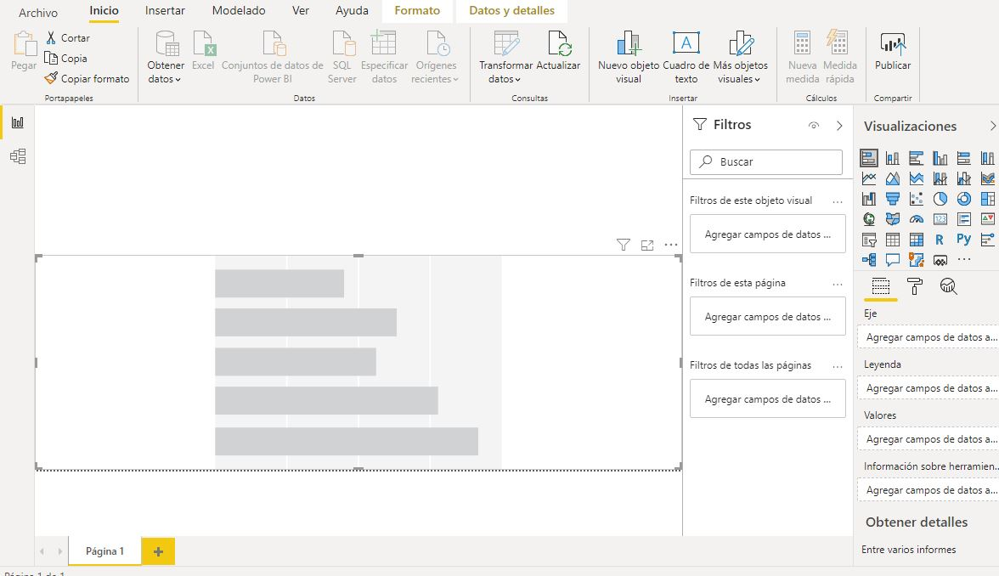 Archivo Inicio Insertar Modelado Ver Ayuda Formato Datos y detalles
Pegar
Cortar
Copia
Copiar formato
Portapapeles
Obtener datos
Excel
Conjuntos de datos de Power BI
SQL Server
Especificar datos
Orígenes recientes
Datos
Transformar datos
Actualizar
Consultas
Nuevo objeto visual
Cuadro de texto
Más objetos visuales
Insertar
Nueva medida
Medida rápida
Cálculos
Publicar
Compartir
Filtros
Buscar
Filtros de este objeto visual ...
Agregar campos de datos ...
Filtros de esta página ...
Agregar campos de datos ...
Filtros de todas las páginas ...
Agregar campos de datos ...
Visualizaciones
123
R
Py
...
Eje
Agregar campos de datos a...
Leyenda
Agregar campos de datos a...
Valores
Agregar campos de datos a...
Información sobre herramien...
Agregar campos de datos a...
Obtener detalles
Entre varios informes
Página 1
Página 1 de 1